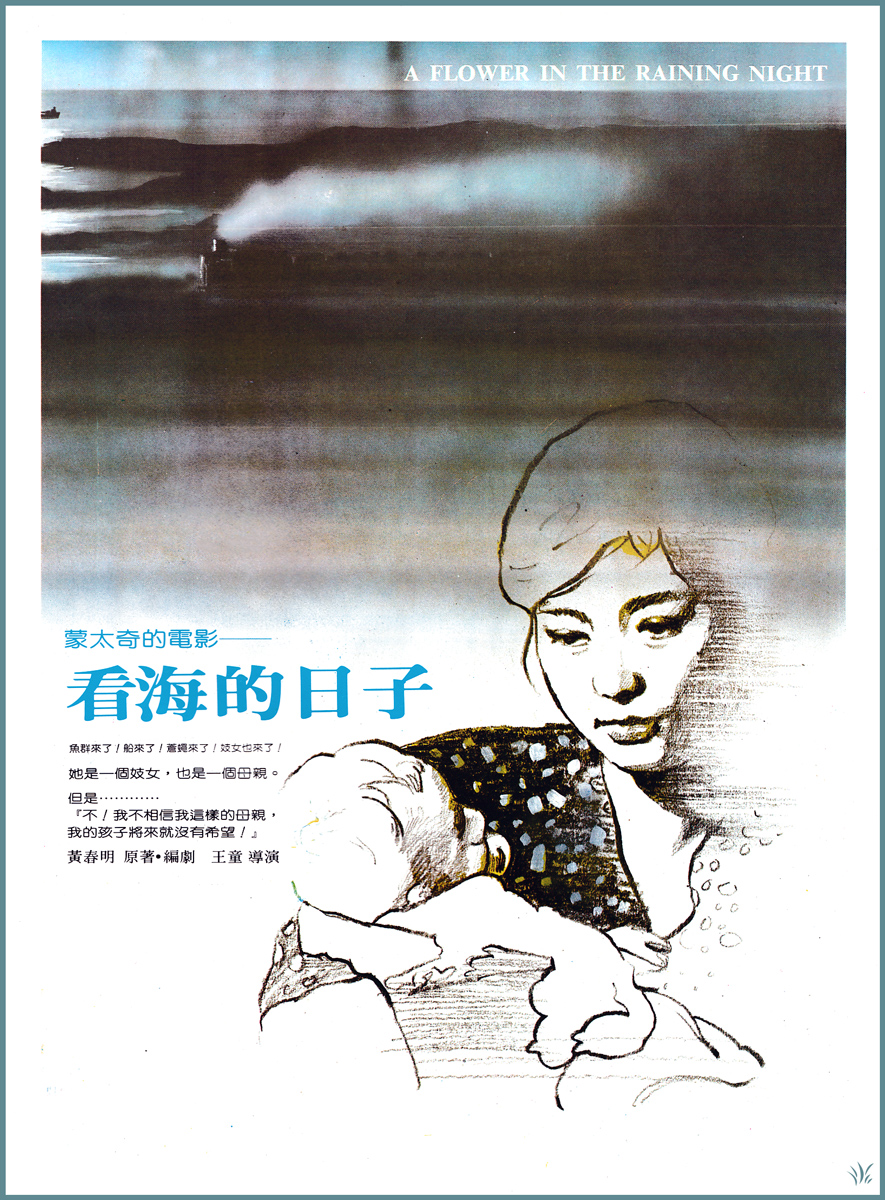 A FLOWER IN THE RAINING NIGHT
蒙太奇的電影——
看海的日子
魚群來了！船來了！蒼蠅來了！妓女也來了！
她是一個妓女，也是一個母親。
但是…………
『不！我不相信我這樣的母親，
我的孩子將來就沒有希望！』
黃春明 原著•編劇　王童 導演